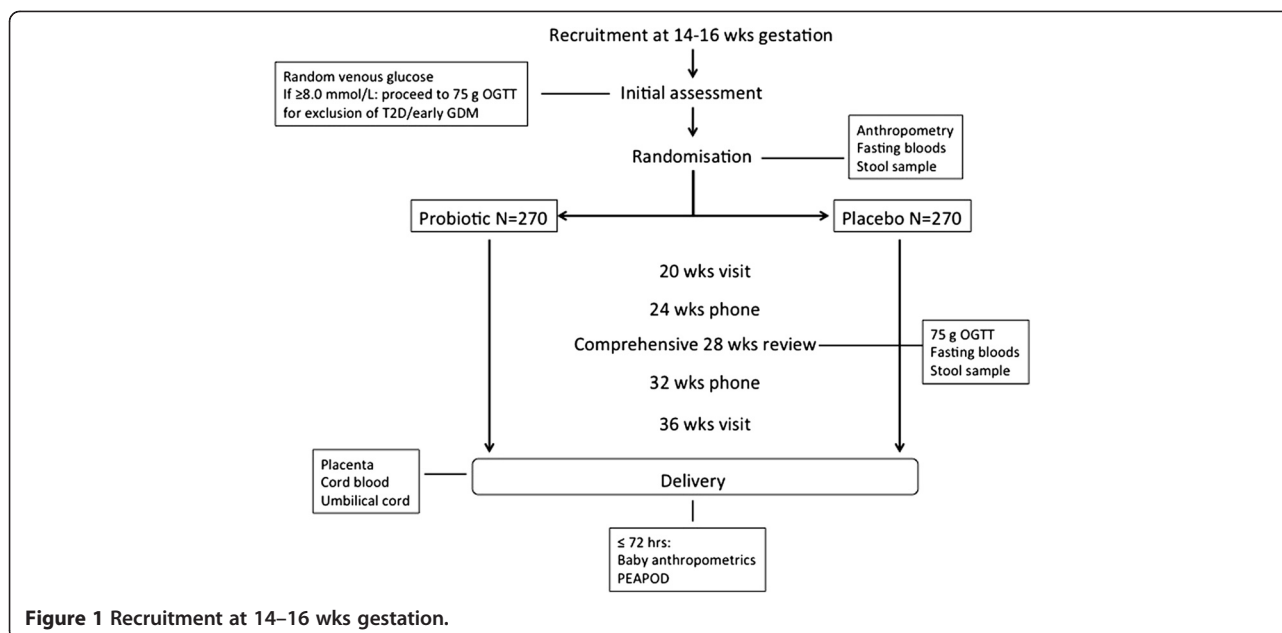 Recruitment at 14-16 wks gestation
Random venous glucose
If ≥8.0 mmol/L: proceed to 75 g OGTT
for exclusion of T2D/early GDM
Initial assessment
Randomisation
Anthropometry
Fasting bloods
Stool sample
Probiotic N=270
Placebo N=270
20 wks visit
24 wks phone
Comprehensive 28 wks review
75 g OGTT
Fasting bloods
Stool sample
32 wks phone
36 wks visit
Placenta
Cord blood
Umbilical cord
Delivery
≤ 72 hrs:
Baby anthropometrics
PEAPOD
Figure 1 Recruitment at 14–16 wks gestation.